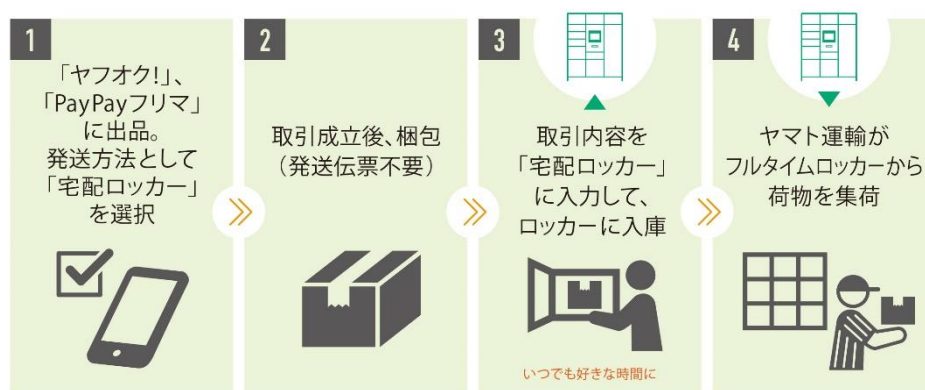 1
「ヤフオク!」、
「PayPayフリマ」
に出品。
発送方法として
「宅配ロッカー」
を選択
2
取引成立後、梱包
(発送伝票不要)
3
取引内容を
「宅配ロッカー」
に入力して、
ロッカーに入庫
いつでも好きな時間に
4
ヤマト運輸が
フルタイムロッカーから
荷物を集荷